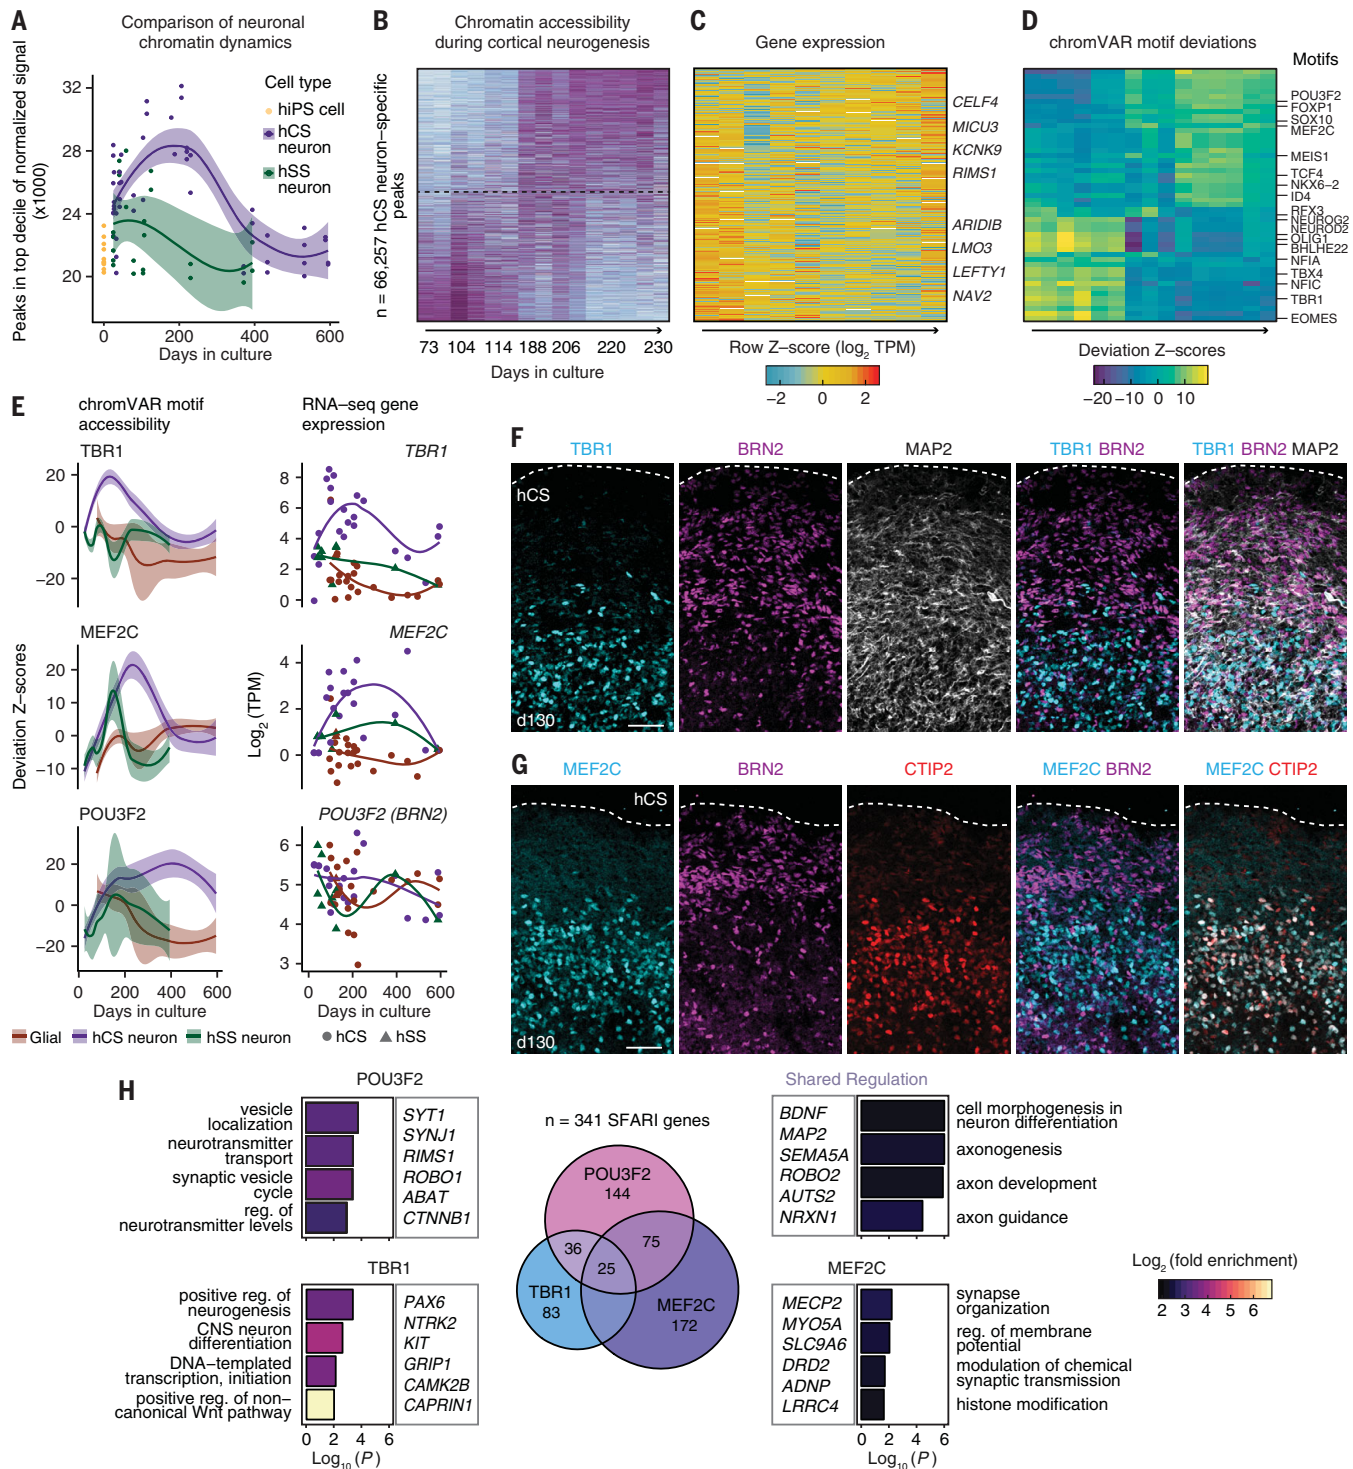 A
Comparison of neuronal
chromatin dynamics
Peaks in top decile of normalized signal
(x1000)
32
28
24
20
0
200
400
600
Days in culture
Cell type
hiPS cell
hCS
neuron
hSS
neuron
B
Chromatin accessibility
during cortical neurogenesis
n = 66,257 hCS neuron–specific
peaks
73
104
114
188
206
220
230
Days in culture
C
Gene expression
CELF4
MICU3
KCNK9
RIMS1
ARIDIB
LMO3
LEFTY1
NAV2
Row Z–score (log2 TPM)
−2
0
2
D
chromVAR motif deviations
Motifs
POU3F2
FOXP1
SOX10
MEF2C
MEIS1
TCF4
NKX6−2
ID4
RFX3
NEUROG2
NEUROD2
OLIG1
BHLHE22
NFIA
TBX4
NFIC
TBR1
EOMES
Deviation Z–scores
−20
−10
0
10
E
chromVAR motif
accessibility
RNA–seq gene
expression
TBR1
20
0
−20
TBR1
8
6
4
2
0
MEF2C
20
10
0
−10
MEF2C
4
2
0
Deviation Z–scores
Log2 (TPM)
POU3F2
20
0
−20
POU3F2 (BRN2)
6
5
4
3
0
200
400
600
Days in culture
0
200
400
600
Days in culture
Glial
hCS neuron
hSS neuron
hCS
hSS
F
TBR1
BRN2
MAP2
TBR1 BRN2
TBR1 BRN2 MAP2
hCS
d130
G
MEF2C
BRN2
CTIP2
MEF2C BRN2
MEF2C CTIP2
hCS
d130
H
POU3F2
vesicle
localization
neurotransmitter
transport
synaptic vesicle
cycle
reg. of
neurotransmitter levels
SYT1
SYNJ1
RIMS1
ROBO1
ABAT
CTNNB1
TBR1
positive reg. of
neurogenesis
CNS neuron
differentiation
DNA–templated
transcription, initiation
positive reg. of non–
canonical Wnt pathway
PAX6
NTRK2
KIT
GRIP1
CAMK2B
CAPRIN1
0
2
4
6
Log10 (P)
n = 341 SFARI genes
POU3F2
144
36
75
25
TBR1
83
MEF2C
172
Shared Regulation
BDNF
MAP2
SEMA5A
ROBO2
AUTS2
NRXN1
cell morphogenesis in
neuron differentiation
axonogenesis
axon development
axon guidance
MEF2C
MECP2
MYO5A
SLC9A6
DRD2
ADNP
LRRC4
synapse
organization
reg. of membrane
potential
modulation of chemical
synaptic transmission
histone modification
0
2
4
6
Log10 (P)
Log2 (fold enrichment)
2
3
4
5
6